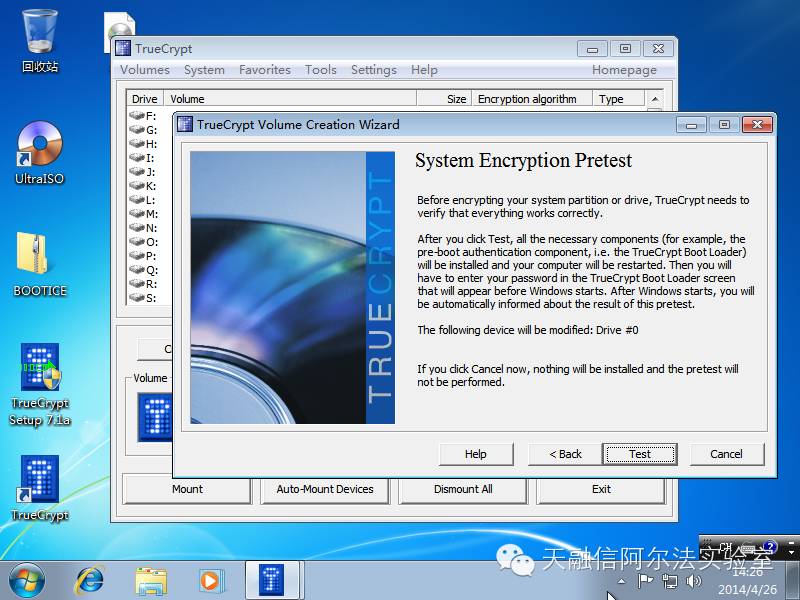 回收站
UltraISO
BOOTICE
TrueCrypt
Setup 7.1a
TrueCrypt
TrueCrypt
Volumes System Favorites Tools Settings Help Homepage
Drive Volume Size Encryption algorithm Type
F:
G:
H:
I:
J:
K:
L:
M:
N:
O:
P:
Q:
R:
S:
Volume
Mount Auto-Mount Devices Dismount All Exit
TrueCrypt Volume Creation Wizard
TRUECRYPT
System Encryption Pretest
Before encrypting your system partition or drive, TrueCrypt needs to
verify that everything works correctly.
After you click Test, all the necessary components (for example, the
pre-boot authentication component, i.e. the TrueCrypt Boot Loader)
will be installed and your computer will be restarted. Then you will
have to enter your password in the TrueCrypt Boot Loader screen
that will appear before Windows starts. After Windows starts, you will
be automatically informed about the result of this pretest.
The following device will be modified: Drive #0
If you click Cancel now, nothing will be installed and the pretest will
not be performed.
Help < Back Test Cancel
CH
天融信阿尔法实验室
14:26
2014/4/26